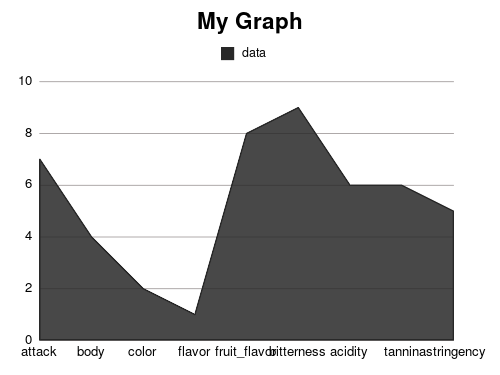 My Graph
data
10
8
6
4
2
0
attack body color flavor fruit_flavor bitterness acidity tannin astringency